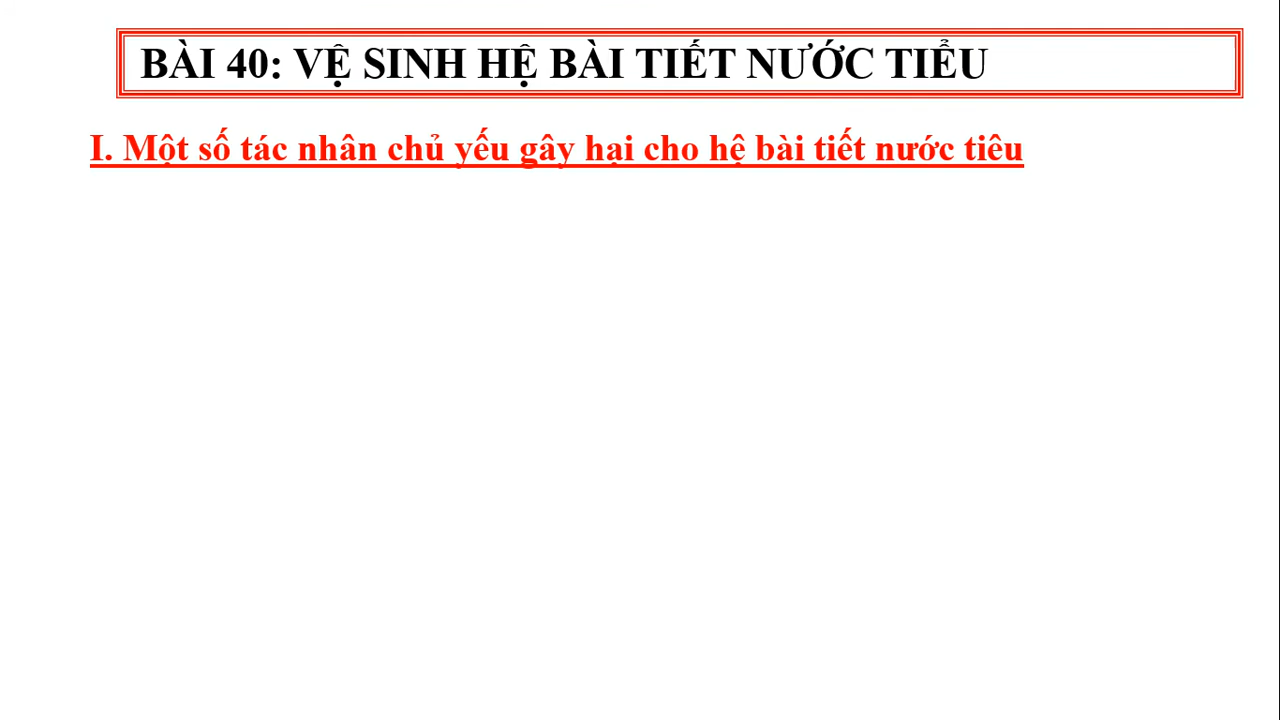 BÀI 40: VỆ SINH HỆ BÀI TIẾT NƯỚC TIỂU
I. Một số tác nhân chủ yếu gây hại cho hệ bài tiết nước tiêu